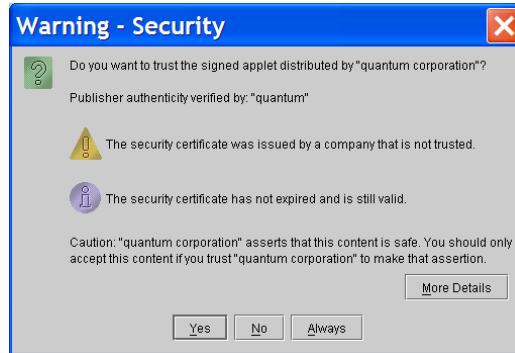 Warning - Security
Do you want to trust the signed applet distributed by "quantum corporation"?
Publisher authenticity verified by: "quantum"
The security certificate was issued by a company that is not trusted.
The security certificate has not expired and is still valid.
Caution: "quantum corporation" asserts that this content is safe. You should only
accept this content if you trust "quantum corporation" to make that assertion.
More Details
Yes No Always